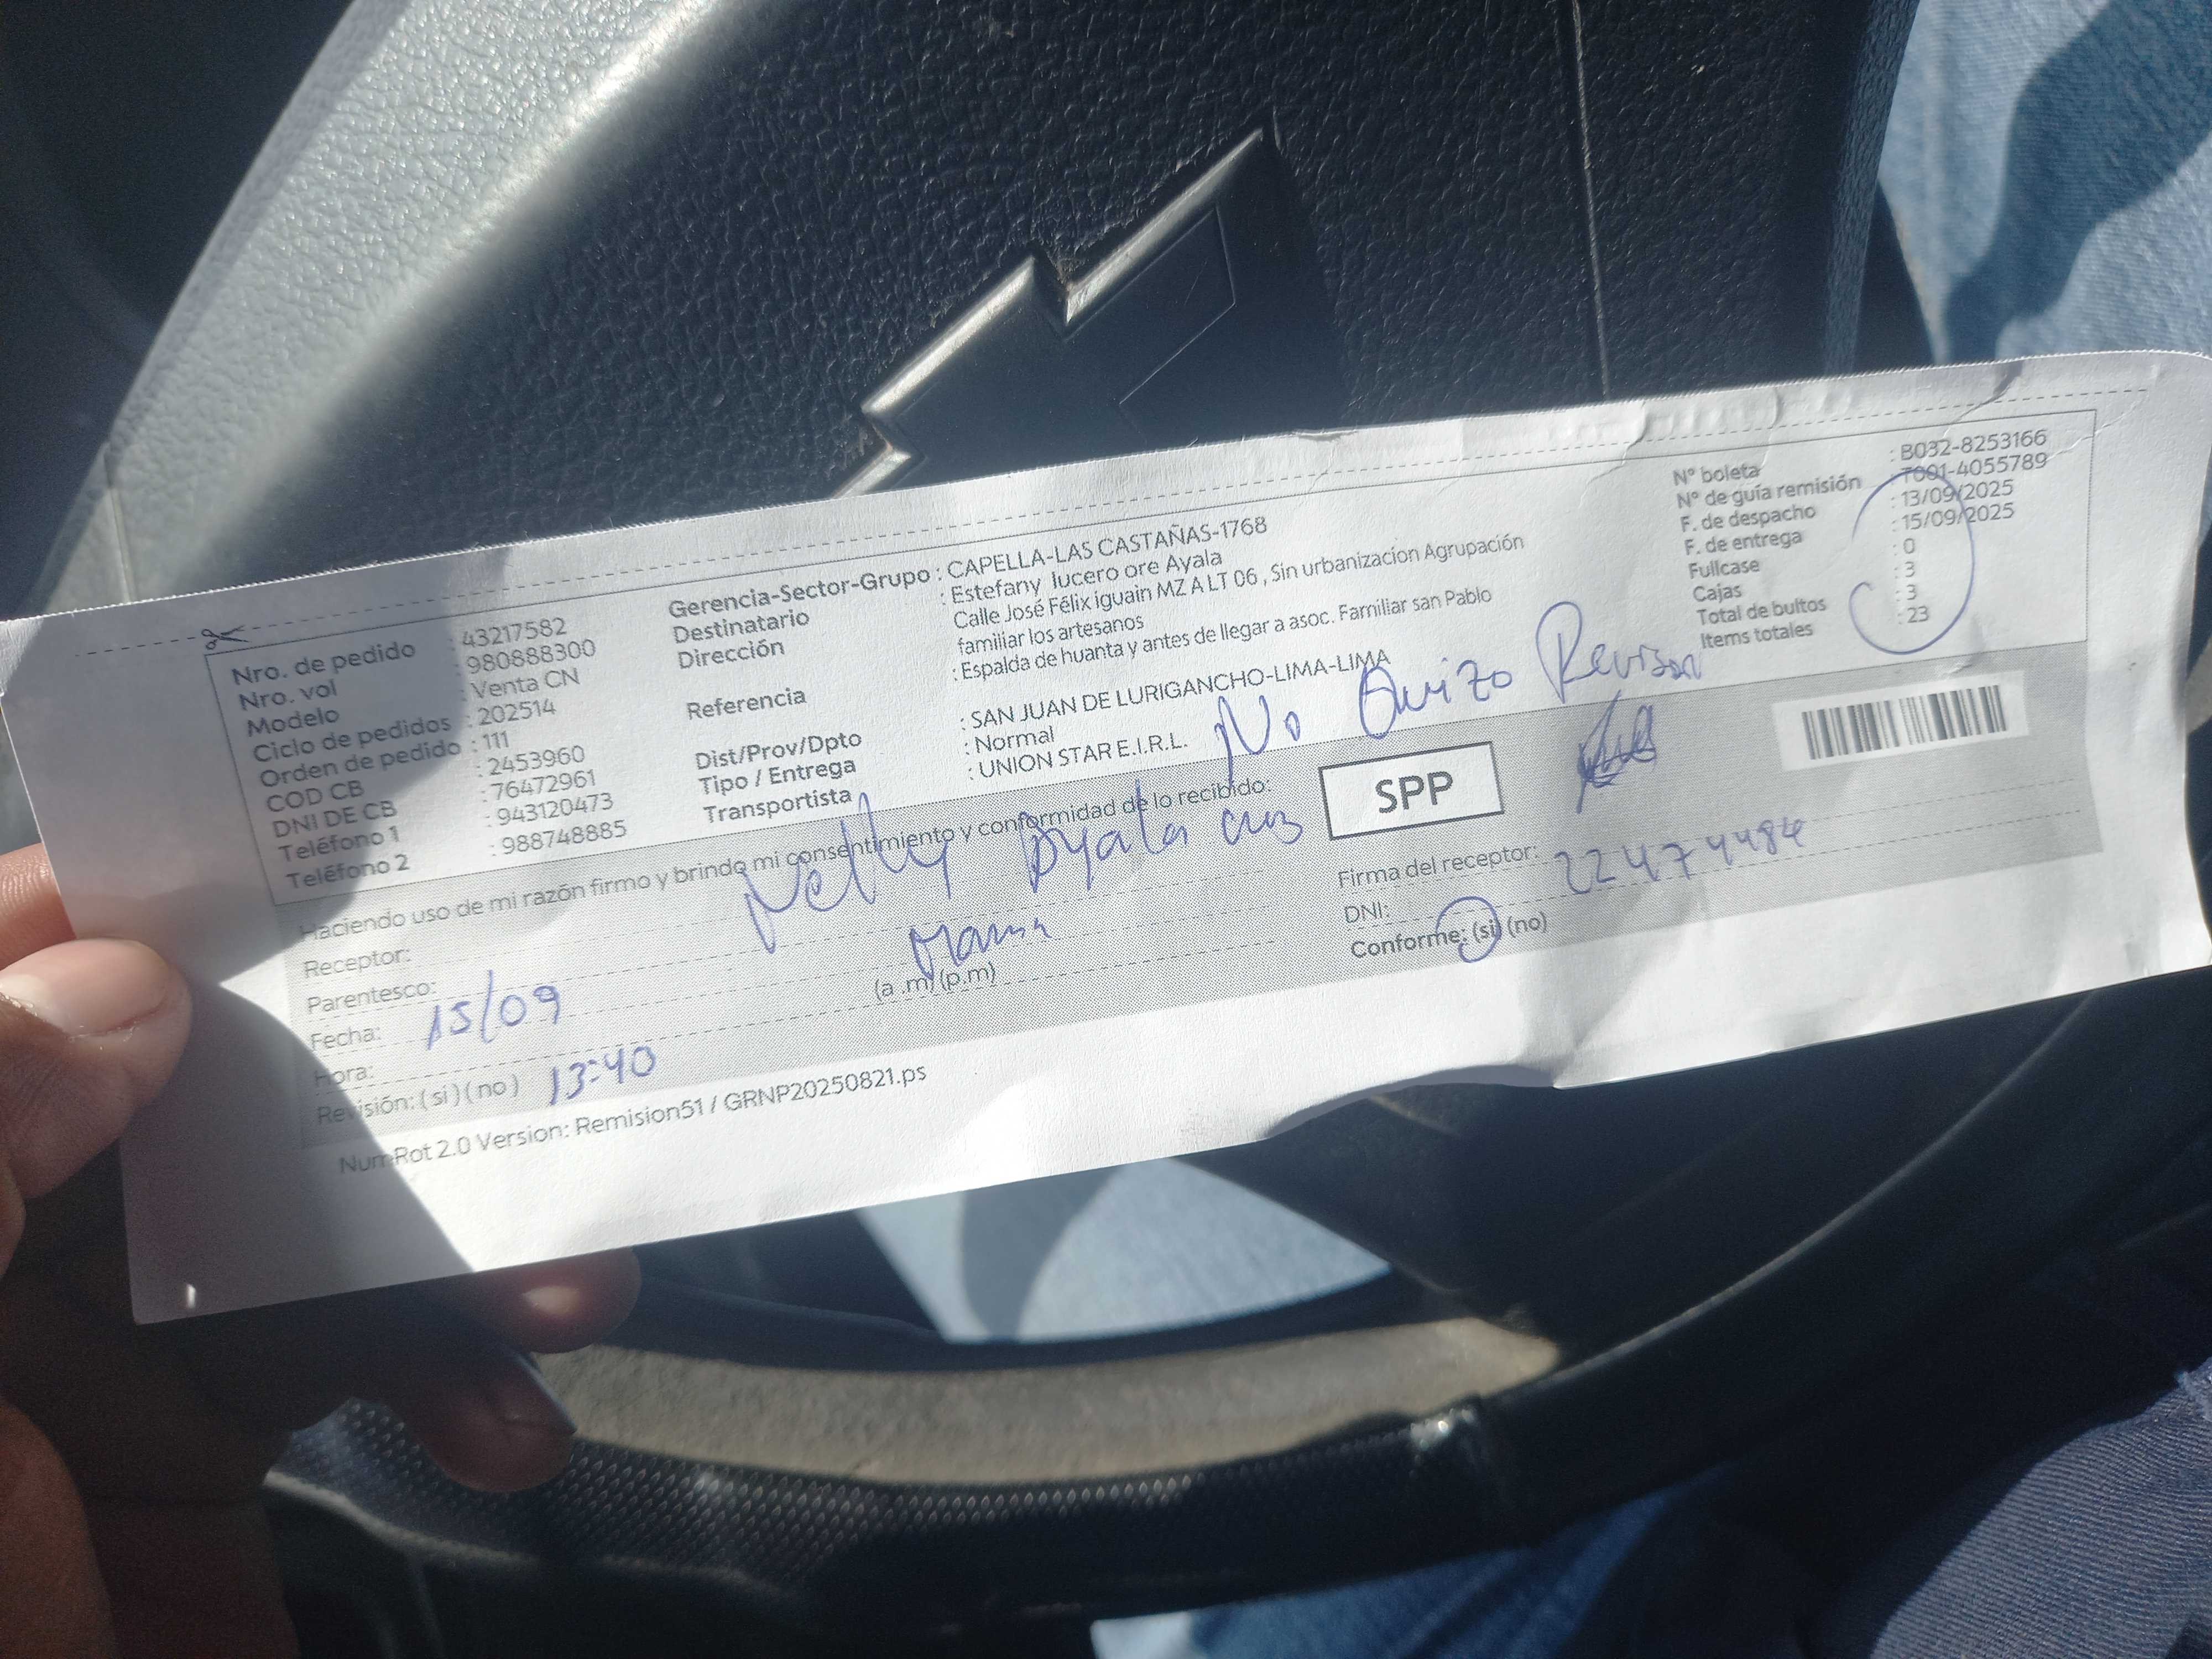 Nro. de pedido : 43217582
Nro. vol : 980888300
Modelo : Venta CN
Ciclo de pedidos : 202514
Orden de pedido : 111
COD CB : 2453960
DNI DE CB : 76472961
Teléfono 1 : 943120473
Teléfono 2 : 988748885
Gerencia-Sector-Grupo : CAPELLA-LAS CASTAÑAS-1768
Destinatario : Estefany lucero ore Ayala
Dirección Calle José Félix iguain MZ A LT 06 , Sin urbanizacion Agrupación
familiar los artesanos
Referencia : Espalda de huanta y antes de llegar a asoc. Familiar san Pablo
Dist/Prov/Dpto : SAN JUAN DE LURIGANCHO-LIMA-LIMA
Tipo / Entrega : Normal
Transportista : UNION STAR E.I.R.L.
N° boleta : B032-8253166
N° de guía remisión : T001-4055789
F. de despacho : 13/09/2025
F. de entrega : 15/09/2025
Fullcase : 0
Cajas : 3
Total de bultos : 3
Items totales : 23
No Quizo Revison
Haciendo uso de mi razón firmo y brindo mi consentimiento y conformidad de lo recibido:
SPP
Receptor: Nelly Ayala cruz
Parentesco: Mama
Fecha: 15/09 (a .m) (p.m)
Hora:
Revisión: ( si ) ( no ) 13:40
Firma del receptor:
DNI: 22474484
Conforme: (si) (no)
NumRot 2.0 Version: Remision51 / GRNP20250821.ps